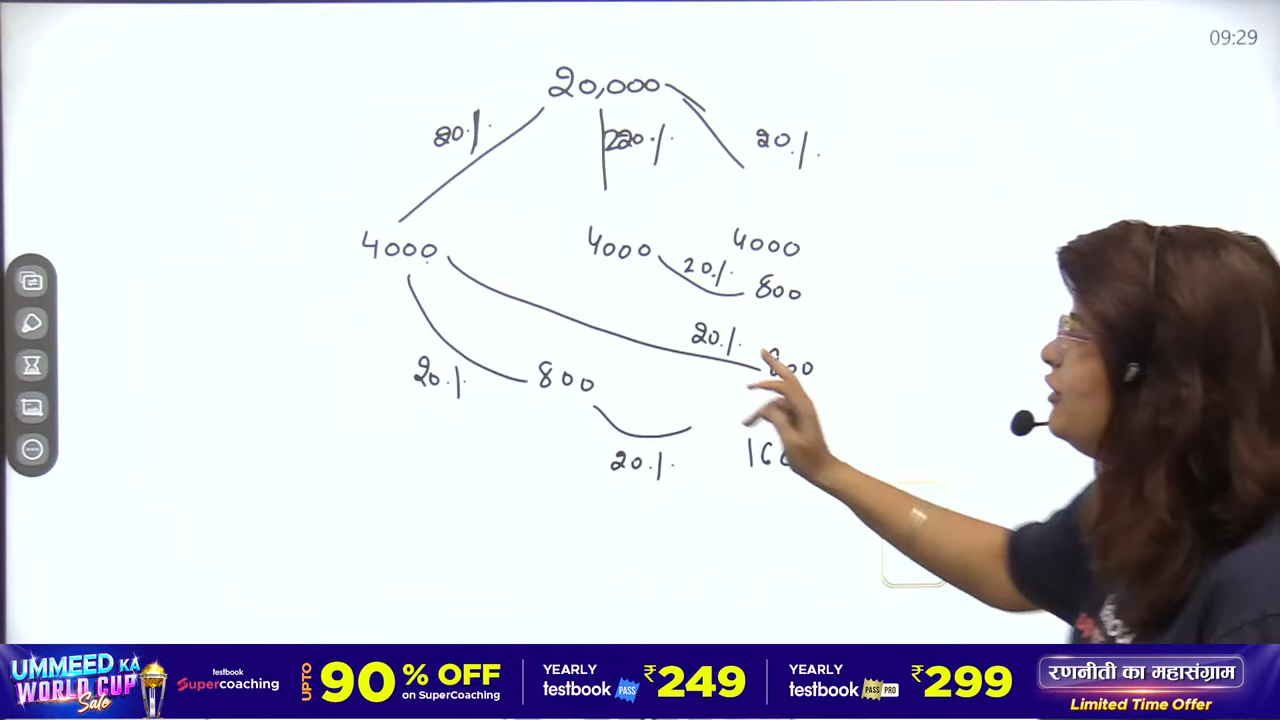 09:29
20,000
20%
220%
20%
4000
4000
4000
20%
800
20%
20%
800
20%
UMMEED KA
WORLD CUP
Sale
testbook
Supercoaching
UPTO
90% OFF
on SuperCoaching
YEARLY
testbook PASS
₹249
YEARLY
testbook PASS PRO
₹299
रणनीती का महासंग्राम
Limited Time Offer